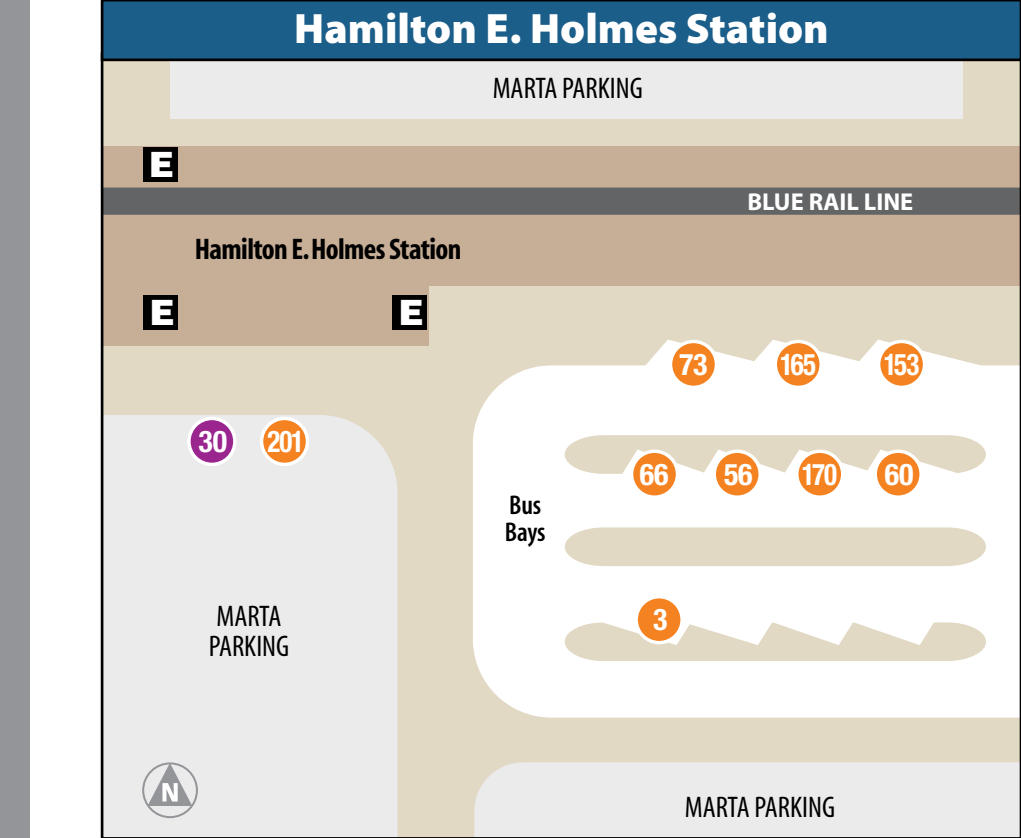 Hamilton E. Holmes Station
MARTA PARKING
E
BLUE RAIL LINE
Hamilton E. Holmes Station
E
E
73
165
153
30
201
66
56
170
60
Bus
Bays
3
MARTA
PARKING
N
MARTA PARKING